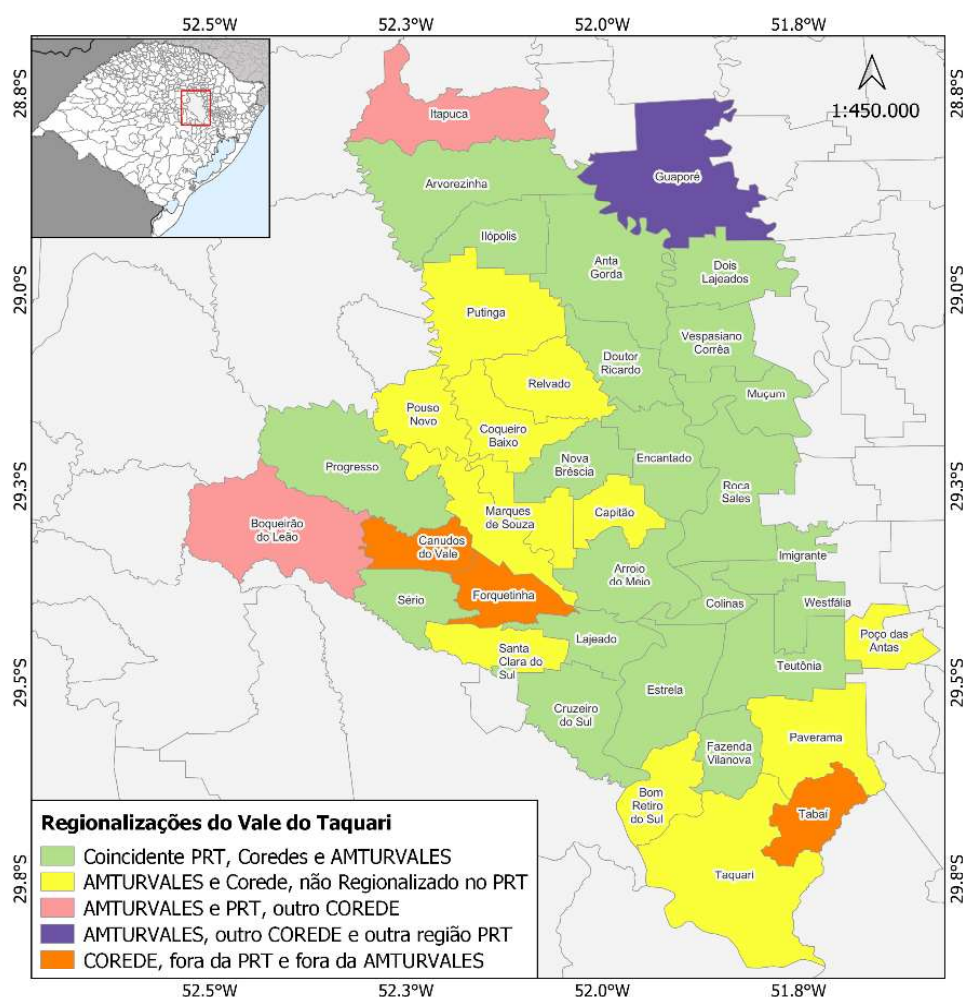 52.5°W
52.3°W
52.0°W
51.8°W
28.8°S
28.8°S
1:450.000
Itapuca
Guaporé
Arvorezinha
Ilópolis
Anta
Gorda
Dois
Lajeados
29.0°S
29.0°S
Putinga
Vespasiano
Corrêa
Doutor
Ricardo
Relvado
Muçum
Pouso
Novo
Coqueiro
Baixo
Nova
Bréscia
Encantado
Progresso
29.3°S
29.3°S
Roca
Sales
Marques
de Souza
Capitão
Boqueirão
do Leão
Canudos
do Vale
Imigrante
Arroio
do Meio
Forquetinha
Sério
Colinas
Westfália
Poço das
Antas
Lajeado
Santa
Clara do
Sul
Teutônia
29.5°S
29.5°S
Estrela
Cruzeiro
do Sul
Paverama
Fazenda
Vilanova
Bom
Retiro
do Sul
Tabaí
Taquari
29.8°S
29.8°S
Regionalizações do Vale do Taquari
Coincidente PRT, Coredes e AMTURVALES
AMTURVALES e Corede, não Regionalizado no PRT
AMTURVALES e PRT, outro COREDE
AMTURVALES, outro COREDE e outra região PRT
COREDE, fora da PRT e fora da AMTURVALES
52.5°W
52.3°W
52.0°W
51.8°W